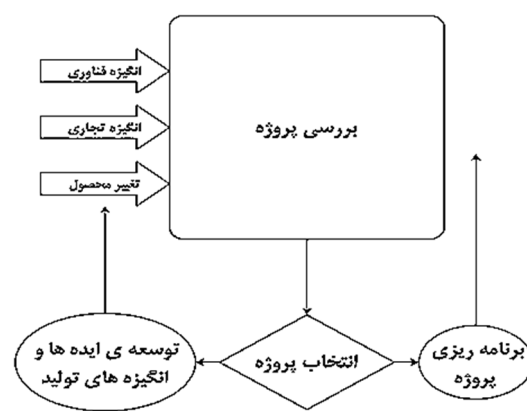 انگیزه فناوری
انگیزه تجاری
تغییر محصول
بررسی پروژه
برنامه ریزی
پروژه
انتخاب پروژه
توسعه ی ایده ها و
انگیزه های تولید